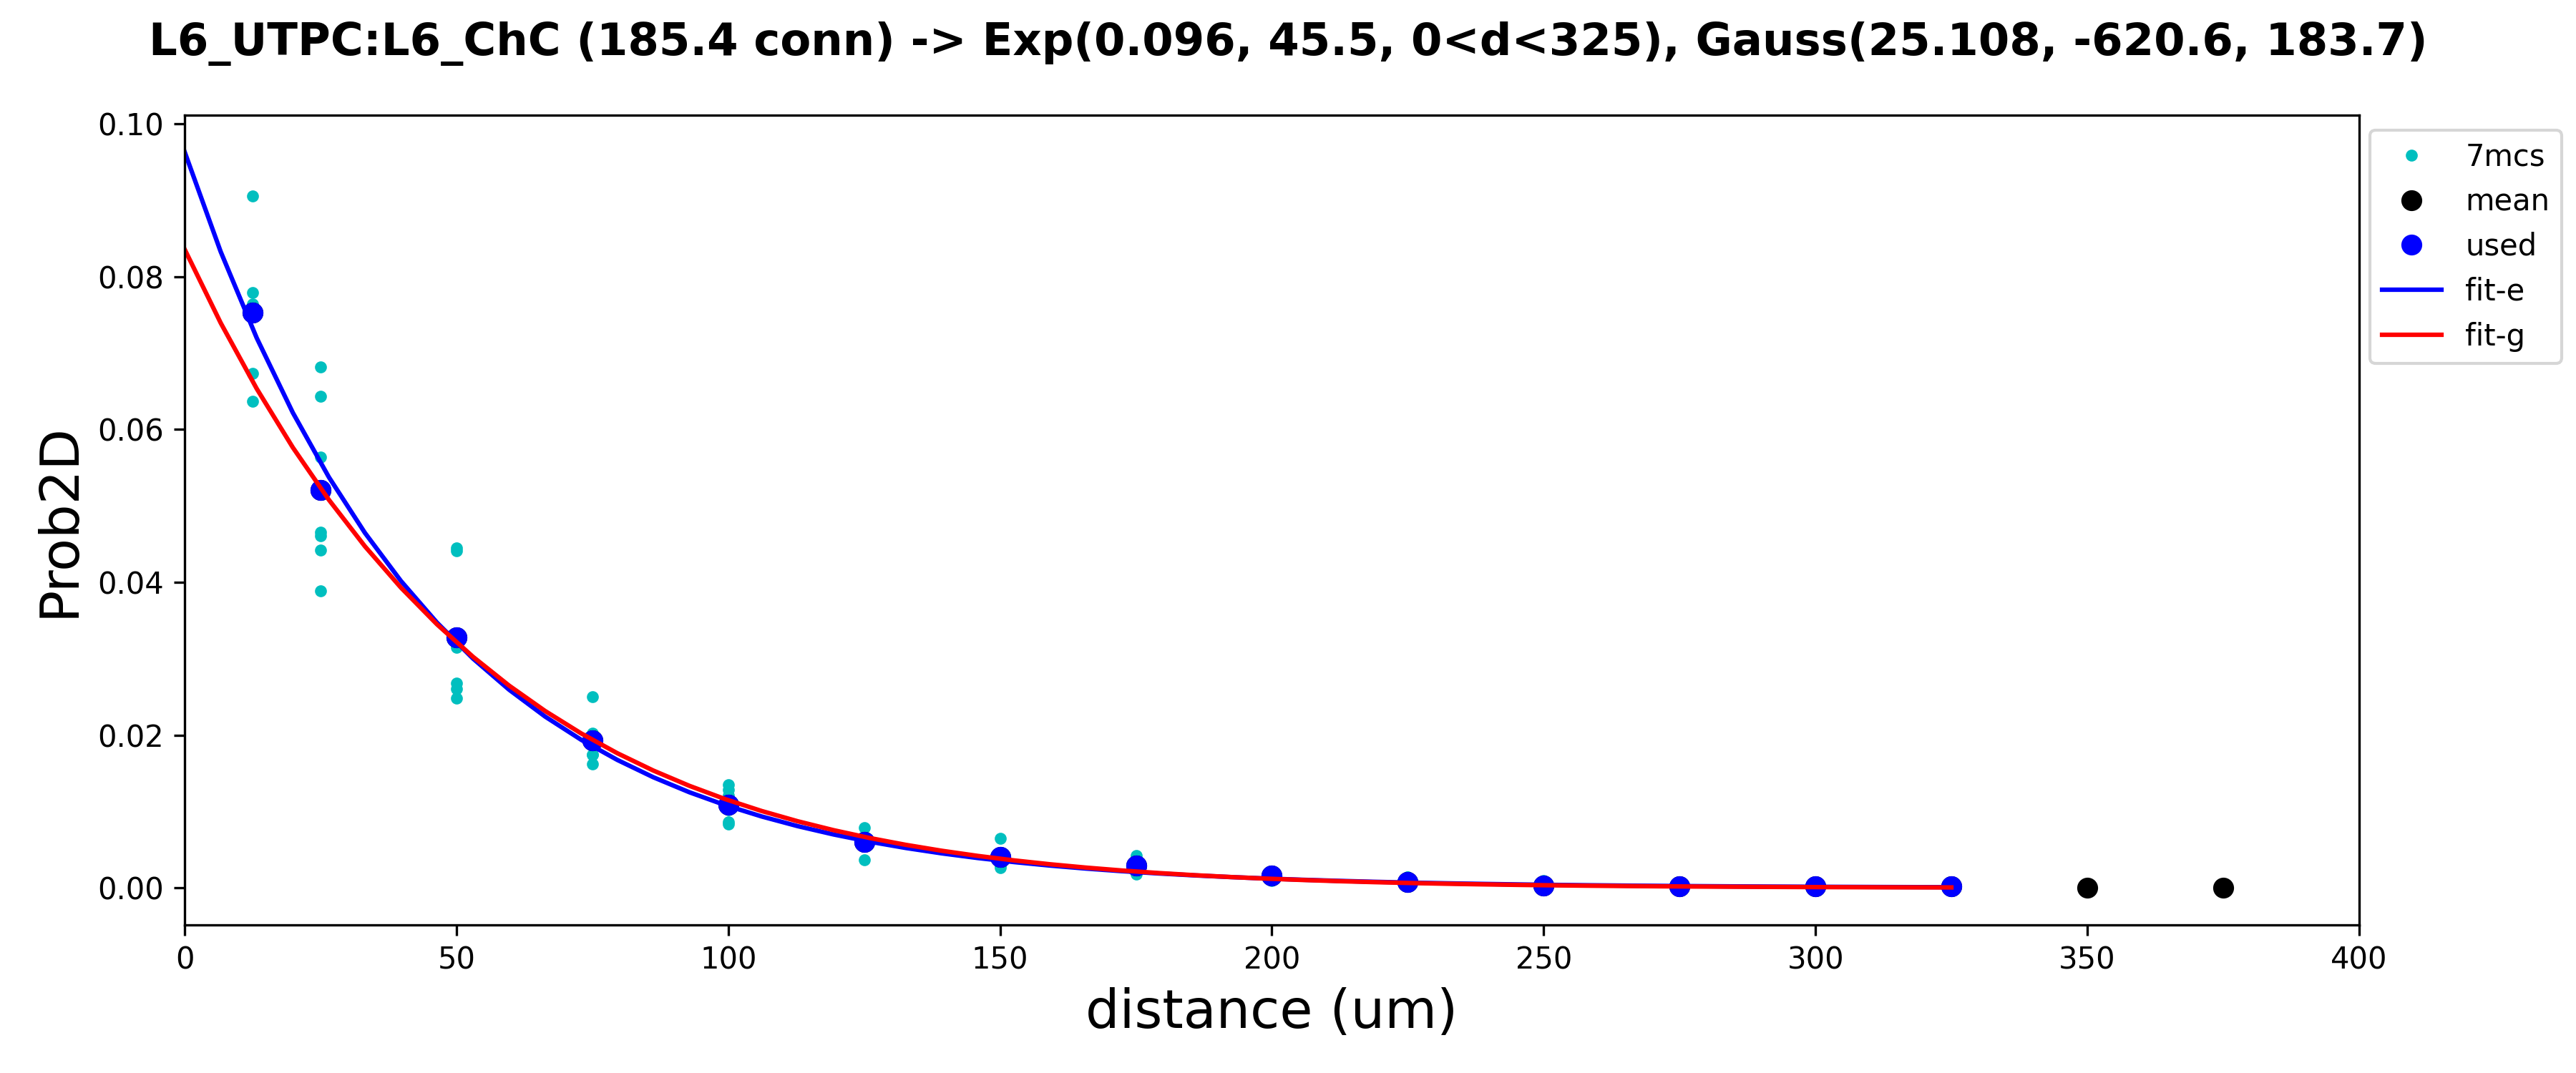 L6_UTPC:L6_ChC (185.4 conn) -> Exp(0.096, 45.5, 0<d<325), Gauss(25.108, -620.6, 183.7)
0.10
0.08
0.06
0.04
0.02
0.00
Prob2D
0 50 100 150 200 250 300 350 400
distance (um)
7mcs
mean
used
fit-e
fit-g